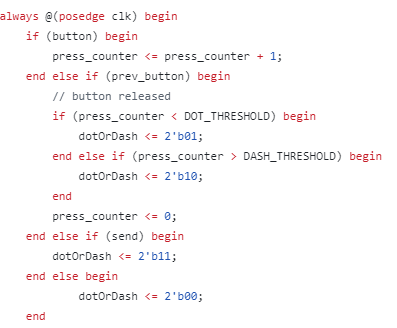 always @(posedge clk) begin
    if (button) begin
        press_counter <= press_counter + 1;
    end else if (prev_button) begin
        // button released
        if (press_counter < DOT_THRESHOLD) begin
            dotOrDash <= 2'b01;
        end else if (press_counter > DASH_THRESHOLD) begin
            dotOrDash <= 2'b10;
        end
        press_counter <= 0;
    end else if (send) begin
        dotOrDash <= 2'b11;
    end else begin
            dotOrDash <= 2'b00;
    end